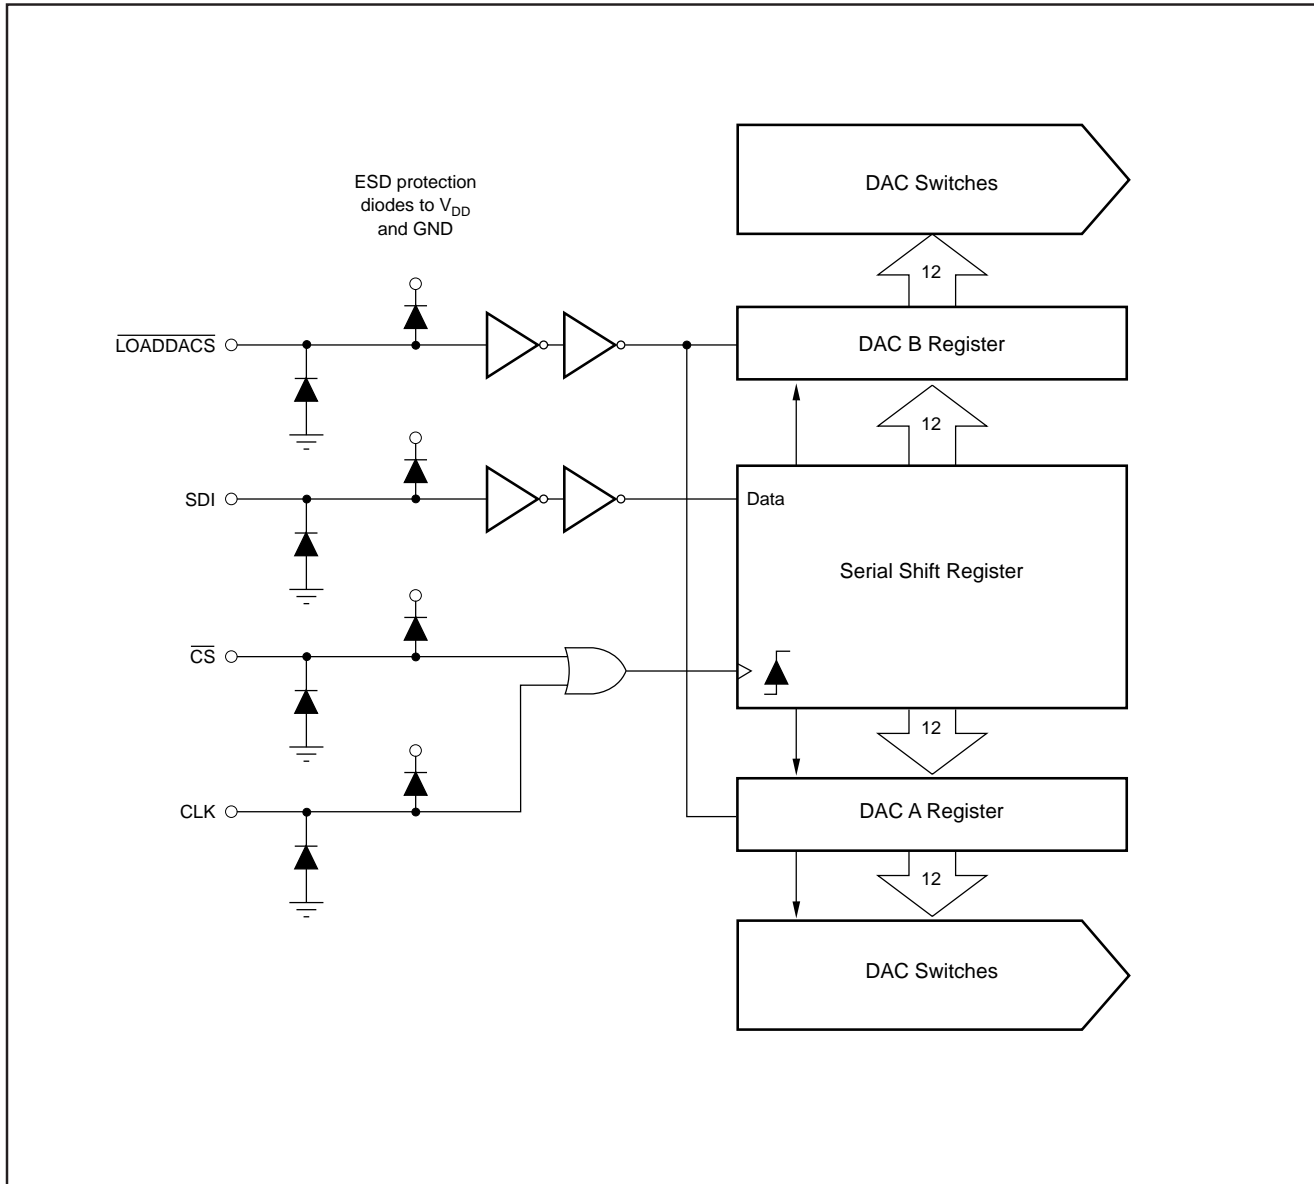 DAC Switches
ESD protection
diodes to VDD
and GND
12
LOADDACS
DAC B Register
12
SDI
Data
Serial Shift Register
CS
12
CLK
DAC A Register
12
DAC Switches